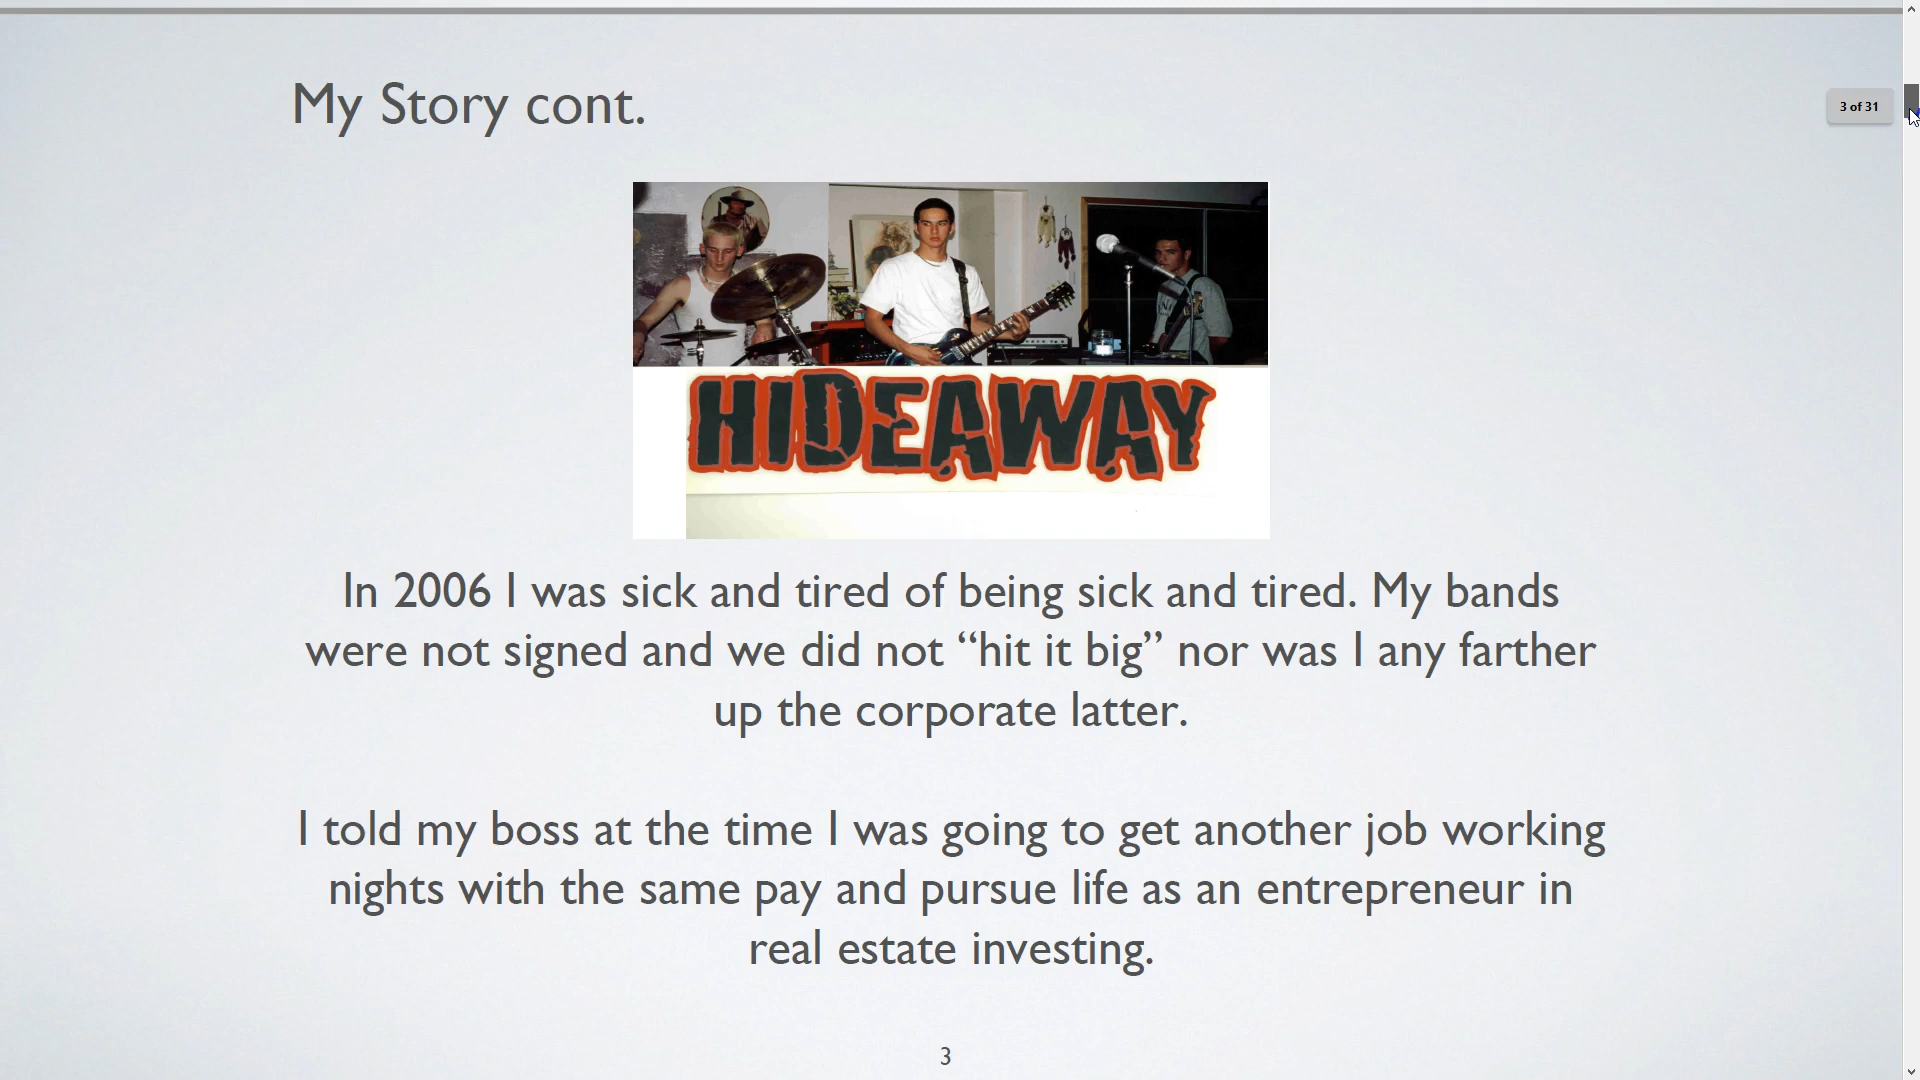 My Story cont.
3 of 31
HIDEAWAY
In 2006 I was sick and tired of being sick and tired. My bands
were not signed and we did not “hit it big” nor was I any farther
up the corporate latter.
I told my boss at the time I was going to get another job working
nights with the same pay and pursue life as an entrepreneur in
real estate investing.
3